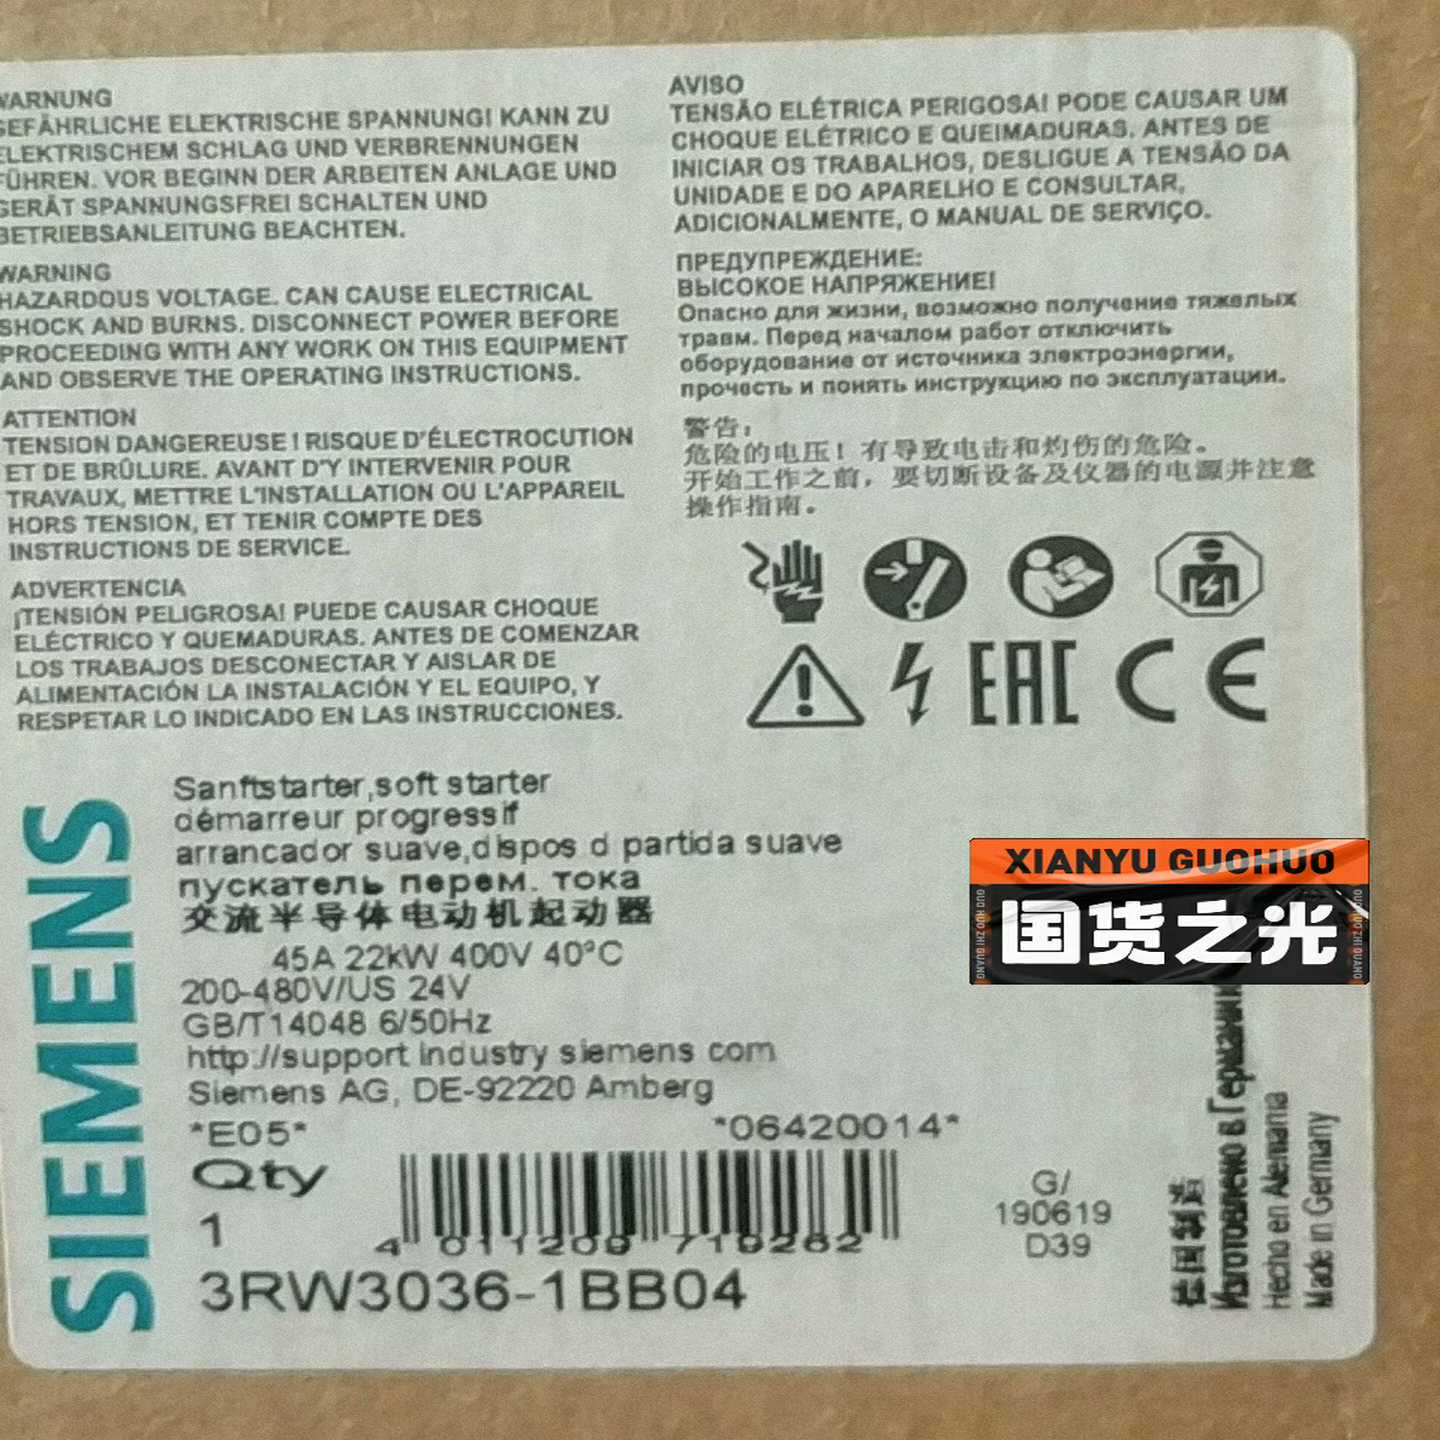 WARNUNG
GEFÄHRLICHE ELEKTRISCHE SPANNUNG! KANN ZU
ELEKTRISCHEM SCHLAG UND VERBRENNUNGEN
FÜHREN. VOR BEGINN DER ARBEITEN ANLAGE UND
GERÄT SPANNUNGSFREI SCHALTEN UND
BETRIEBSANLEITUNG BEACHTEN.
WARNING
HAZARDOUS VOLTAGE. CAN CAUSE ELECTRICAL
SHOCK AND BURNS. DISCONNECT POWER BEFORE
PROCEEDING WITH ANY WORK ON THIS EQUIPMENT
AND OBSERVE THE OPERATING INSTRUCTIONS.
ATTENTION
TENSION DANGEREUSE ! RISQUE D'ÉLECTROCUTION
ET DE BRÛLURE. AVANT D'Y INTERVENIR POUR
TRAVAUX, METTRE L'INSTALLATION OU L'APPAREIL
HORS TENSION, ET TENIR COMPTE DES
INSTRUCTIONS DE SERVICE.
ADVERTENCIA
¡TENSIÓN PELIGROSA! PUEDE CAUSAR CHOQUE
ELÉCTRICO Y QUEMADURAS. ANTES DE COMENZAR
LOS TRABAJOS DESCONECTAR Y AISLAR DE
ALIMENTACIÓN LA INSTALACIÓN Y EL EQUIPO, Y
RESPETAR LO INDICADO EN LAS INSTRUCCIONES.
AVISO
TENSÃO ELÉTRICA PERIGOSA! PODE CAUSAR UM
CHOQUE ELÉTRICO E QUEIMADURAS. ANTES DE
INICIAR OS TRABALHOS, DESLIGUE A TENSÃO DA
UNIDADE E DO APARELHO E CONSULTAR,
ADICIONALMENTE, O MANUAL DE SERVIÇO.
ПРЕДУПРЕЖДЕНИЕ:
ВЫСОКОЕ НАПРЯЖЕНИЕ!
Опасно для жизни, возможно получение тяжелых
травм. Перед началом работ отключить
оборудование от источника электроэнергии,
прочесть и понять инструкцию по эксплуатации.
警告：
危险的电压！有导致电击和灼伤的危险。
开始工作之前，要切断设备及仪器的电源并注意
操作指南。
EAC CE
SIEMENS
Sanftstarter,soft starter
démarreur progressif
arrancador suave,dispos d partida suave
пускатель перем. тока
交流半导体电动机起动器
45A 22kW 400V 40°C
200-480V/US 24V
GB/T14048 6/50Hz
http://support industry siemens com
Siemens AG, DE-92220 Amberg
*E05*
*06420014*
Qty
1
4 011209 719262
3RW3036-1BB04
G/
190619
D39
德国制造
Изготовлено в Германии
Hecho en Alemania
Made in Germany
XIANYU GUOHUO
国货之光
GUO HUO ZHI GUANG
GUO HUO ZHI GUANG